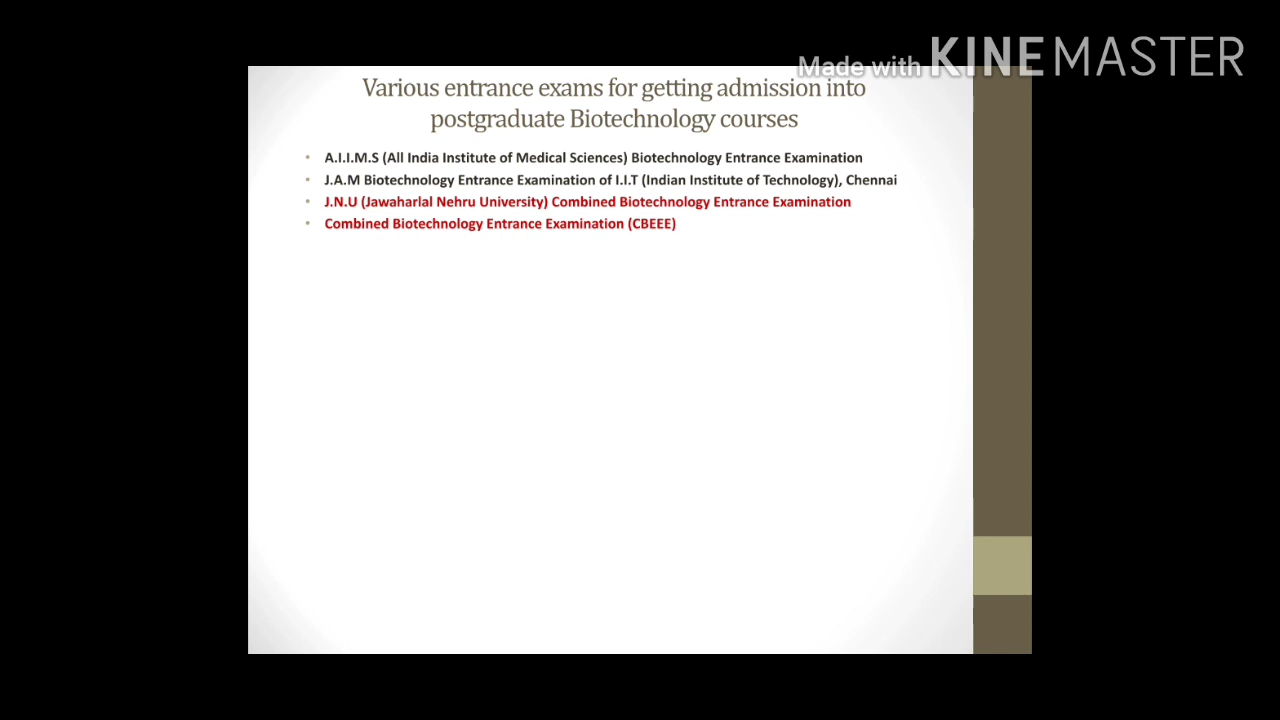 Made with KINEMASTER
Various entrance exams for getting admission into
postgraduate Biotechnology courses
• A.I.I.M.S (All India Institute of Medical Sciences) Biotechnology Entrance Examination
• J.A.M Biotechnology Entrance Examination of I.I.T (Indian Institute of Technology), Chennai
• J.N.U (Jawaharlal Nehru University) Combined Biotechnology Entrance Examination
• Combined Biotechnology Entrance Examination (CBEEE)